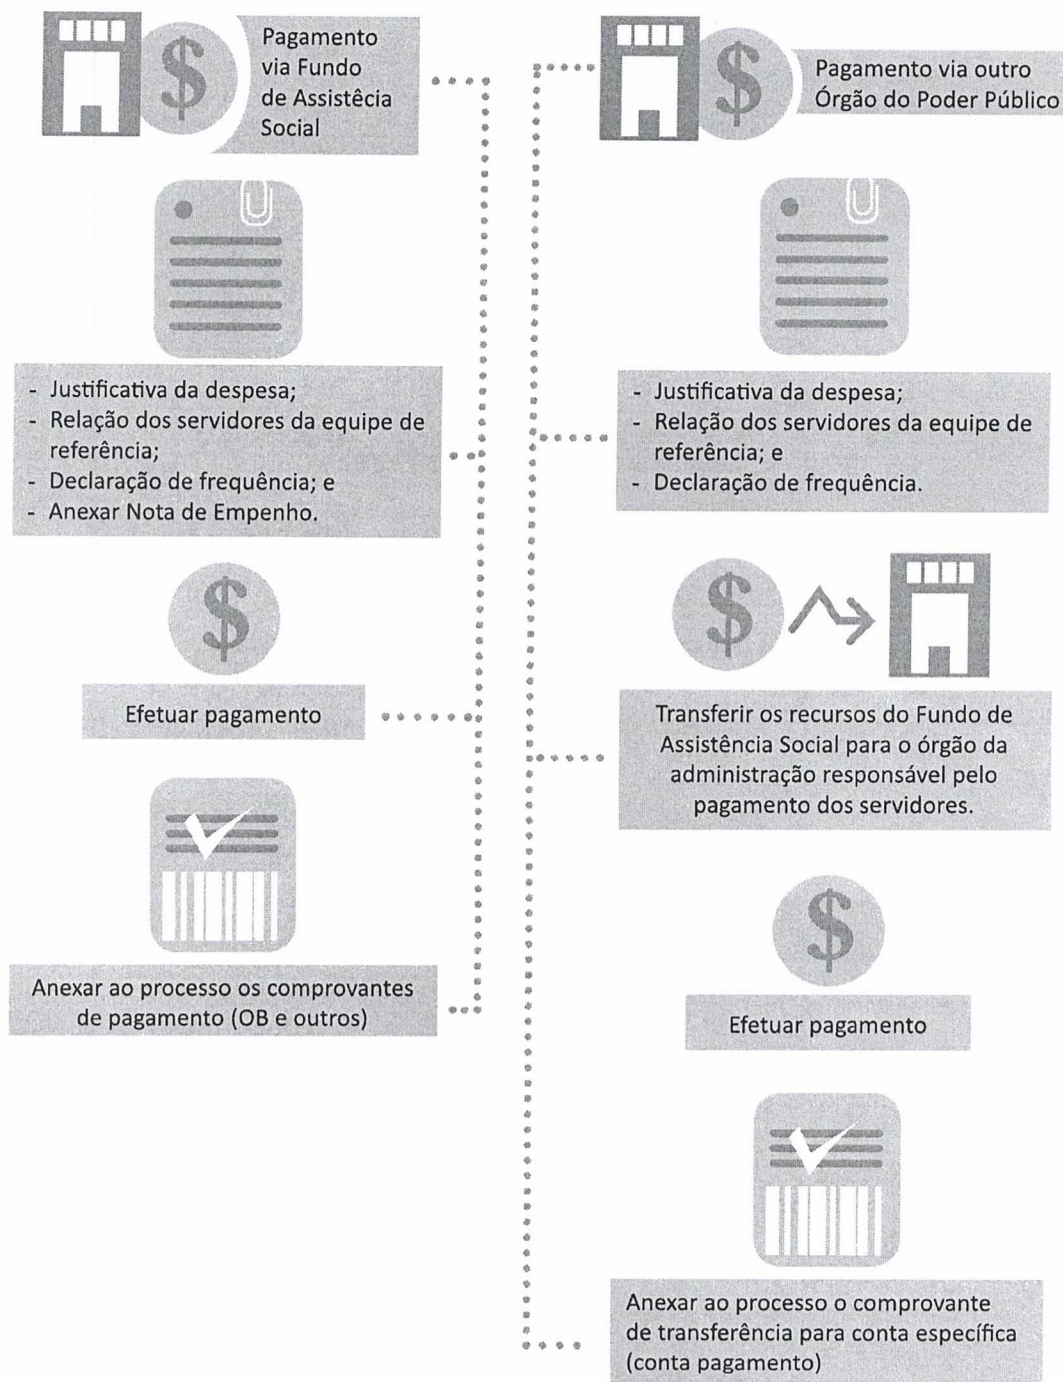 Pagamento
via Fundo
de Assistêcia
Social
- Justificativa da despesa;
- Relação dos servidores da equipe de
referência;
- Declaração de frequência; e
- Anexar Nota de Empenho.
$
Efetuar pagamento
Anexar ao processo os comprovantes
de pagamento (OB e outros)
Pagamento via outro
Órgão do Poder Público
- Justificativa da despesa;
- Relação dos servidores da equipe de
referência; e
- Declaração de frequência.
$
Transferir os recursos do Fundo de
Assistência Social para o órgão da
administração responsável pelo
pagamento dos servidores.
$
Efetuar pagamento
Anexar ao processo o comprovante
de transferência para conta específica
(conta pagamento)